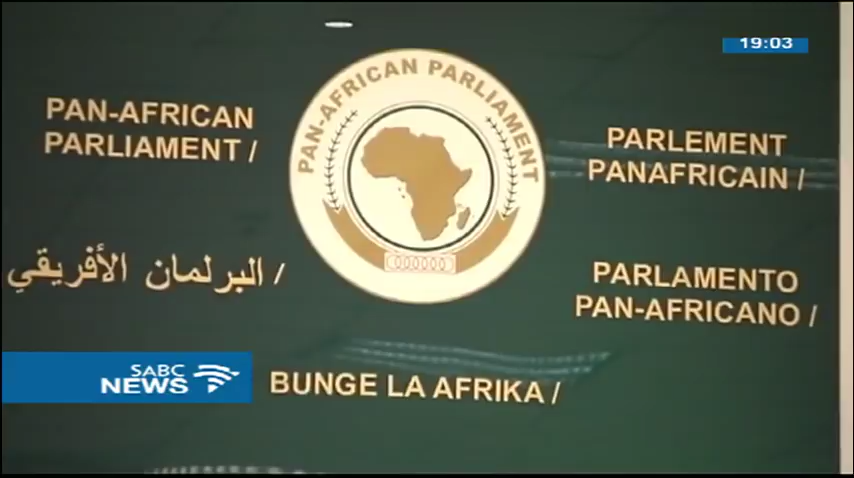 19:03
PAN-AFRICAN PARLIAMENT
PAN-AFRICAN
PARLIAMENT /
PARLEMENT
PANAFRICAIN /
البرلمان الأفريقي /
PARLAMENTO
PAN-AFRICANO /
BUNGE LA AFRIKA /
SABC
NEWS